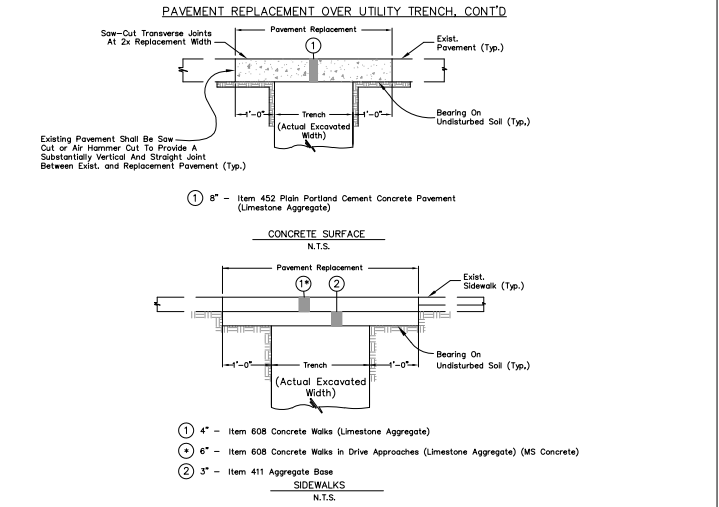 PAVEMENT REPLACEMENT OVER UTILITY TRENCH, CONT'D
Saw-Cut Transverse Joints
At 2x Replacement Width
Pavement Replacement
1
Exist.
Pavement (Typ.)
1'-0"
Trench
1'-0"
(Actual Excavated
Width)
Bearing On
Undisturbed Soil (Typ.)
Existing Pavement Shall Be Saw
Cut or Air Hammer Cut To Provide A
Substantially Vertical And Straight Joint
Between Exist. and Replacement Pavement (Typ.)
1 8" - Item 452 Plain Portland Cement Concrete Pavement
(Limestone Aggregate)
CONCRETE SURFACE
N.T.S.
Pavement Replacement
1* 2
Exist.
Sidewalk (Typ.)
1'-0"
Trench
1'-0"
(Actual Excavated
Width)
Bearing On
Undisturbed Soil (Typ.)
1 4" - Item 608 Concrete Walks (Limestone Aggregate)
* 6" - Item 608 Concrete Walks in Drive Approaches (Limestone Aggregate) (MS Concrete)
2 3" - Item 411 Aggregate Base
SIDEWALKS
N.T.S.